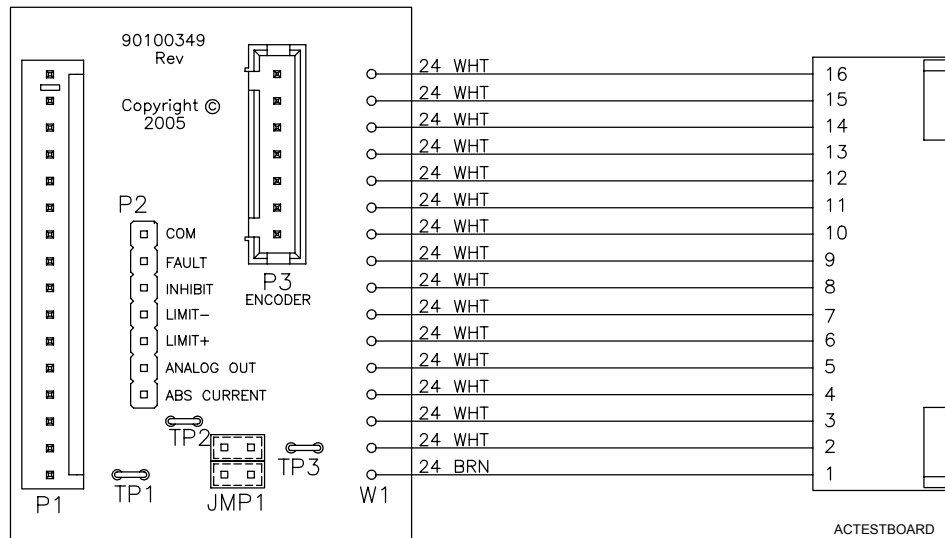 90100349
Rev
Copyright ©
2005
P2
COM
FAULT
INHIBIT
LIMIT-
LIMIT+
ANALOG OUT
ABS CURRENT
P3
ENCODER
TP2
TP3
TP1
JMP1
P1
W1
24 WHT 16
24 WHT 15
24 WHT 14
24 WHT 13
24 WHT 12
24 WHT 11
24 WHT 10
24 WHT 9
24 WHT 8
24 WHT 7
24 WHT 6
24 WHT 5
24 WHT 4
24 WHT 3
24 WHT 2
24 BRN 1
ACTESTBOARD